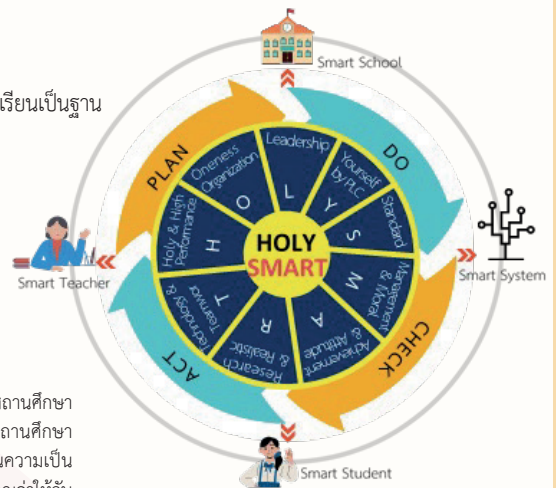 Smart School
เรียนเป็นฐาน
PLAN
DO
Oneness
Organization
Leadership
Yourself
by PLC
Standard
Management
& Moral
Achievement
& Attitude
Research
& Realistic
Technology &
Teamwor
Holy & High
Performance
H
O
L
Y
S
M
A
R
T
HOLY
SMART
Smart Teacher
Smart System
CHECK
ACT
ถานศึกษา
ถานศึกษา
นความเป็น
Smart Student